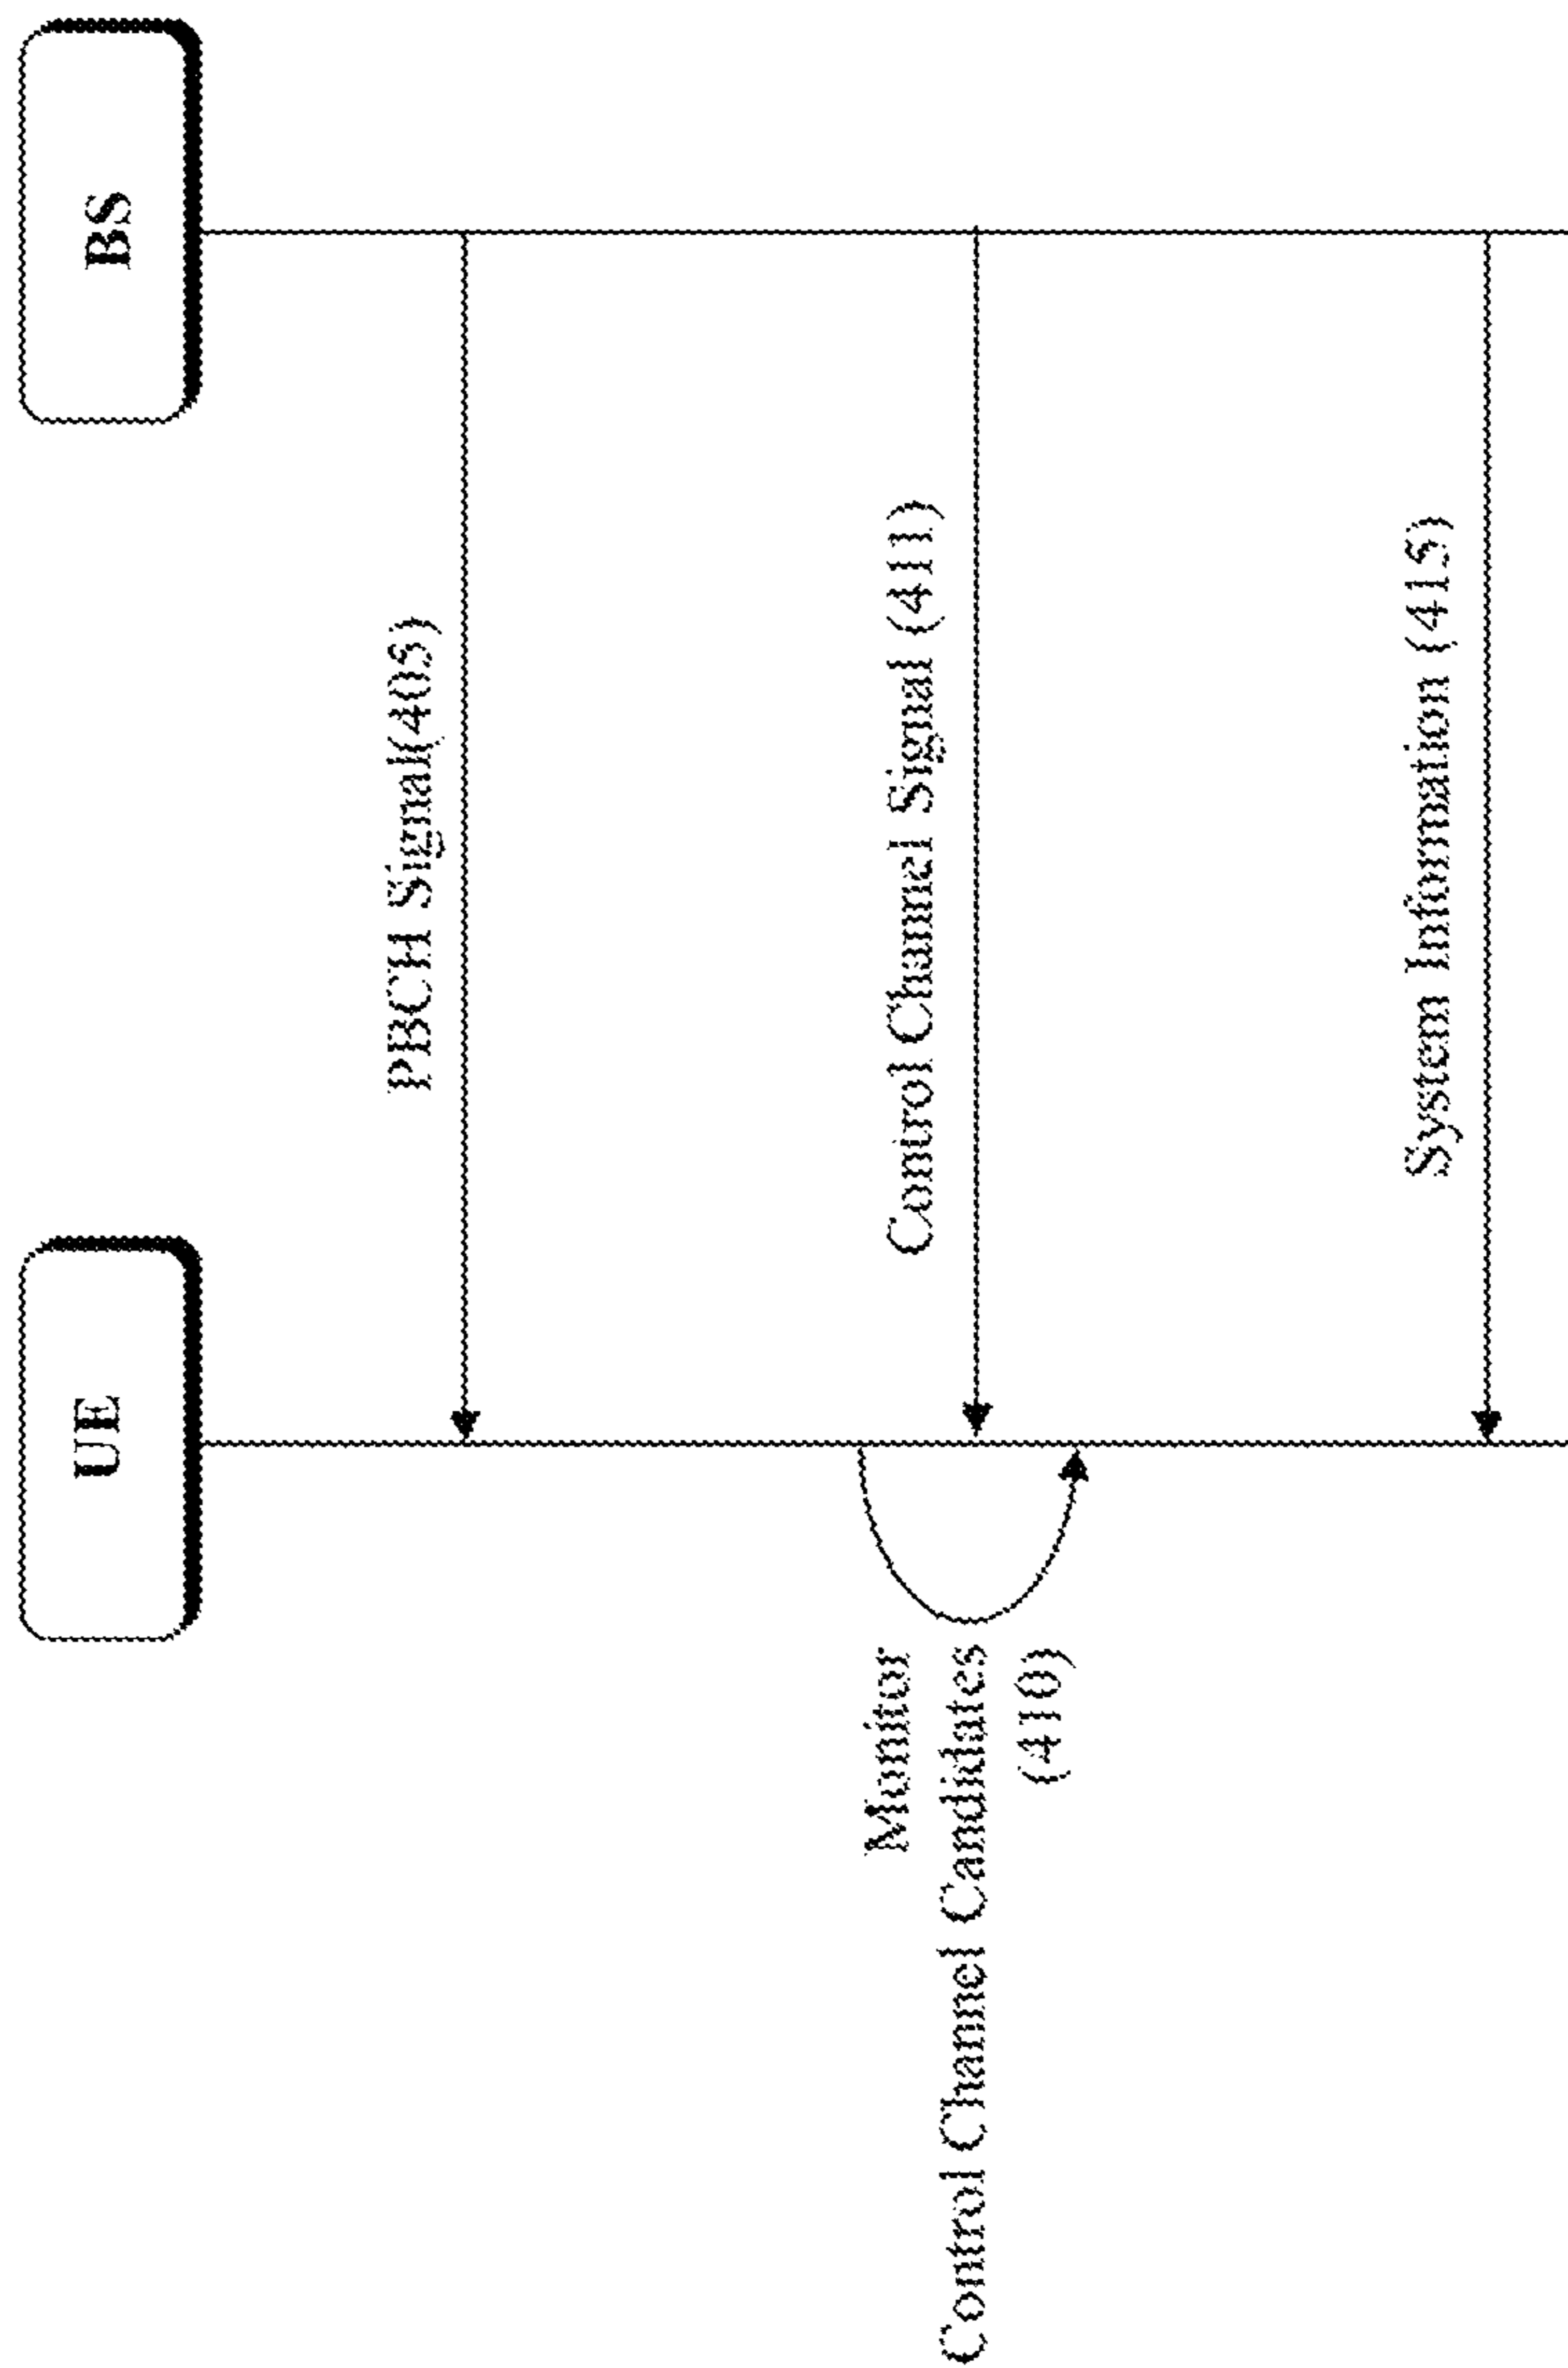 UE
BS
PBCH Signal(405)
Monitor
Control Channel Candidates
(410)
Control Channel Signal (411)
System Information (415)